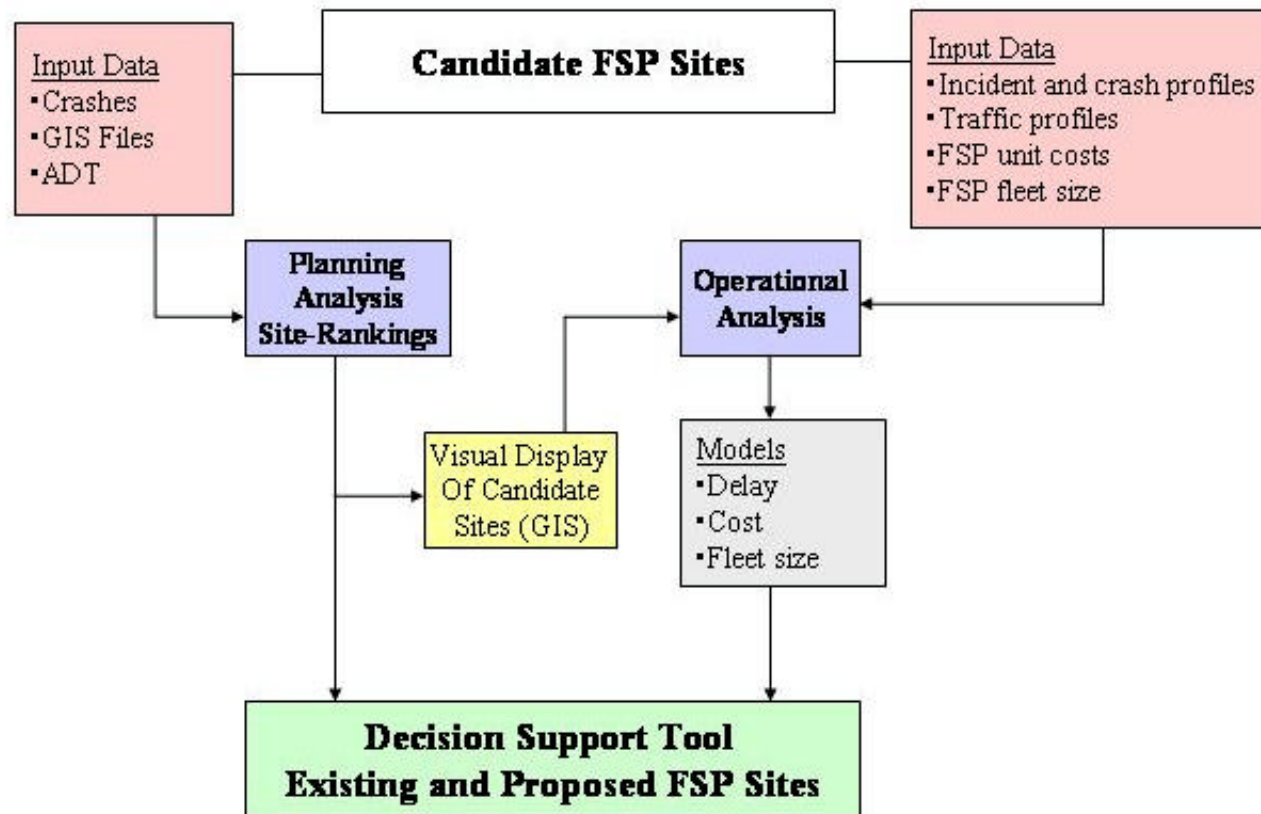 Candidate FSP Sites
Input Data
▪Crashes
▪GIS Files
▪ADT
Input Data
▪Incident and crash profiles
▪Traffic profiles
▪FSP unit costs
▪FSP fleet size
Planning
Analysis
Site-Rankings
Operational
Analysis
Visual Display
Of Candidate
Sites (GIS)
Models
▪Delay
▪Cost
▪Fleet size
Decision Support Tool
Existing and Proposed FSP Sites